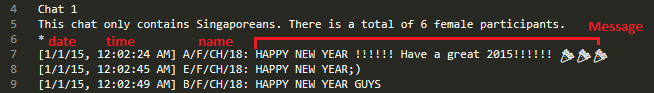 4 Chat 1
5 This chat only contains Singaporeans. There is a total of 6 female participants.
Message
6 *
date time name
7 [1/1/15, 12:02:24 AM] A/F/CH/18: HAPPY NEW YEAR !!!!!! Have a great 2015!!!!!! 🎉🎉🎉
8 [1/1/15, 12:02:45 AM] E/F/CH/18: HAPPY NEW YEAR;)
9 [1/1/15, 12:02:49 AM] B/F/CH/18: HAPPY NEW YEAR GUYS